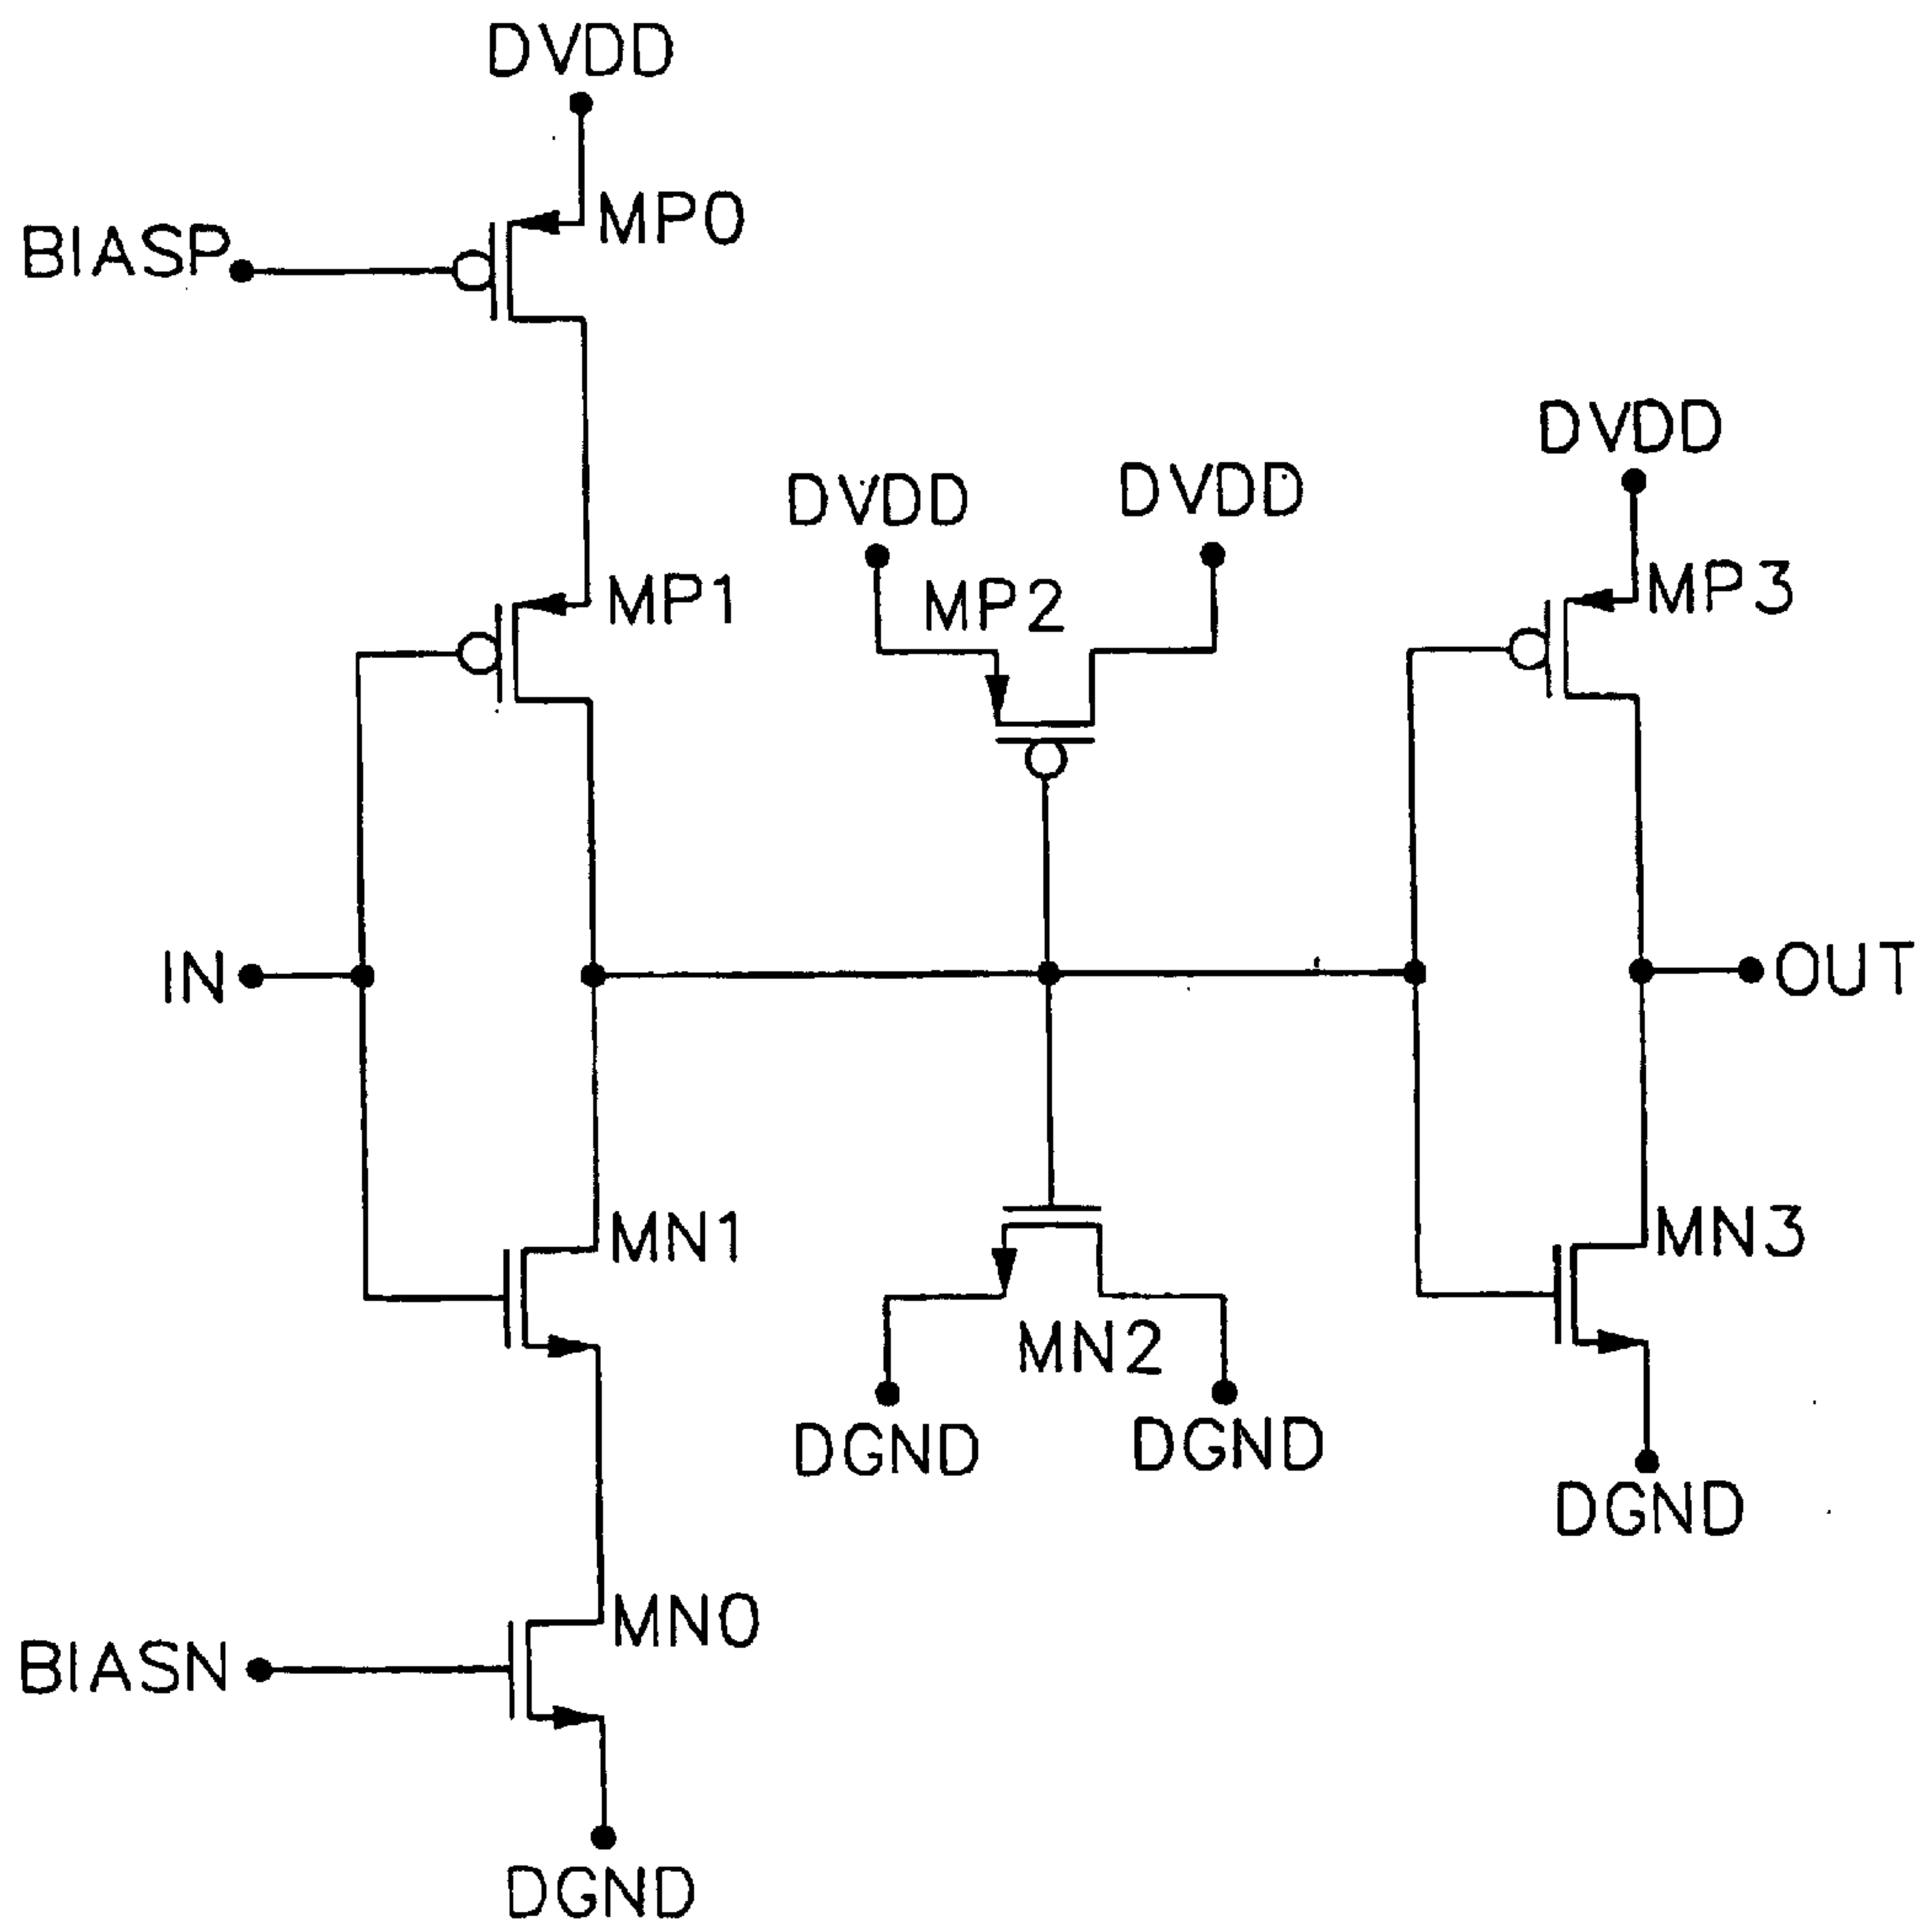 DVDD
MP0
BIASP
DVDD
DVDD
DVDD
MP1
MP2
MP3
IN
OUT
MN1
MN3
MN2
DGND
DGND
DGND
MN0
BIASN
DGND